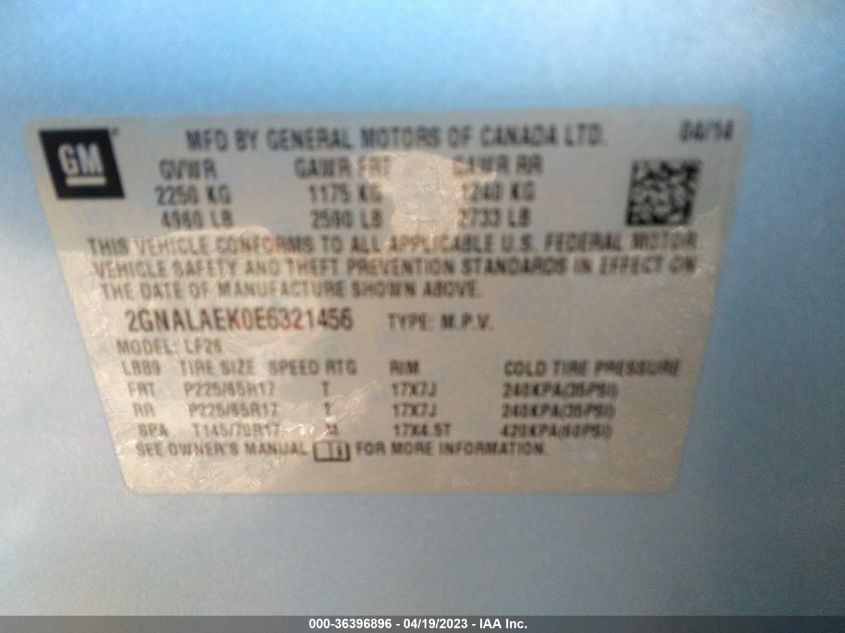 GM MFD BY GENERAL MOTORS OF CANADA LTD. 04/14
GVWR GAWR FRT GAWR RR
2250 KG 1175 KG 1240 KG
4960 LB 2590 LB 2733 LB
THIS VEHICLE CONFORMS TO ALL APPLICABLE U.S. FEDERAL MOTOR
VEHICLE SAFETY AND THEFT PREVENTION STANDARDS IN EFFECT ON
THE DATE OF MANUFACTURE SHOWN ABOVE.
2GNALAEK0E6321456 TYPE: M.P.V.
MODEL: LF26
LBB9 TIRE SIZE SPEED RTG RIM COLD TIRE PRESSURE
FRT P225/65R17 T 17X7J 240KPA(35PSI)
RR P225/65R17 T 17X7J 240KPA(35PSI)
SPA T145/70R17 M 17X4.5T 420KPA(60PSI)
SEE OWNER'S MANUAL FOR MORE INFORMATION.
000-36396896 - 04/19/2023 - IAA Inc.